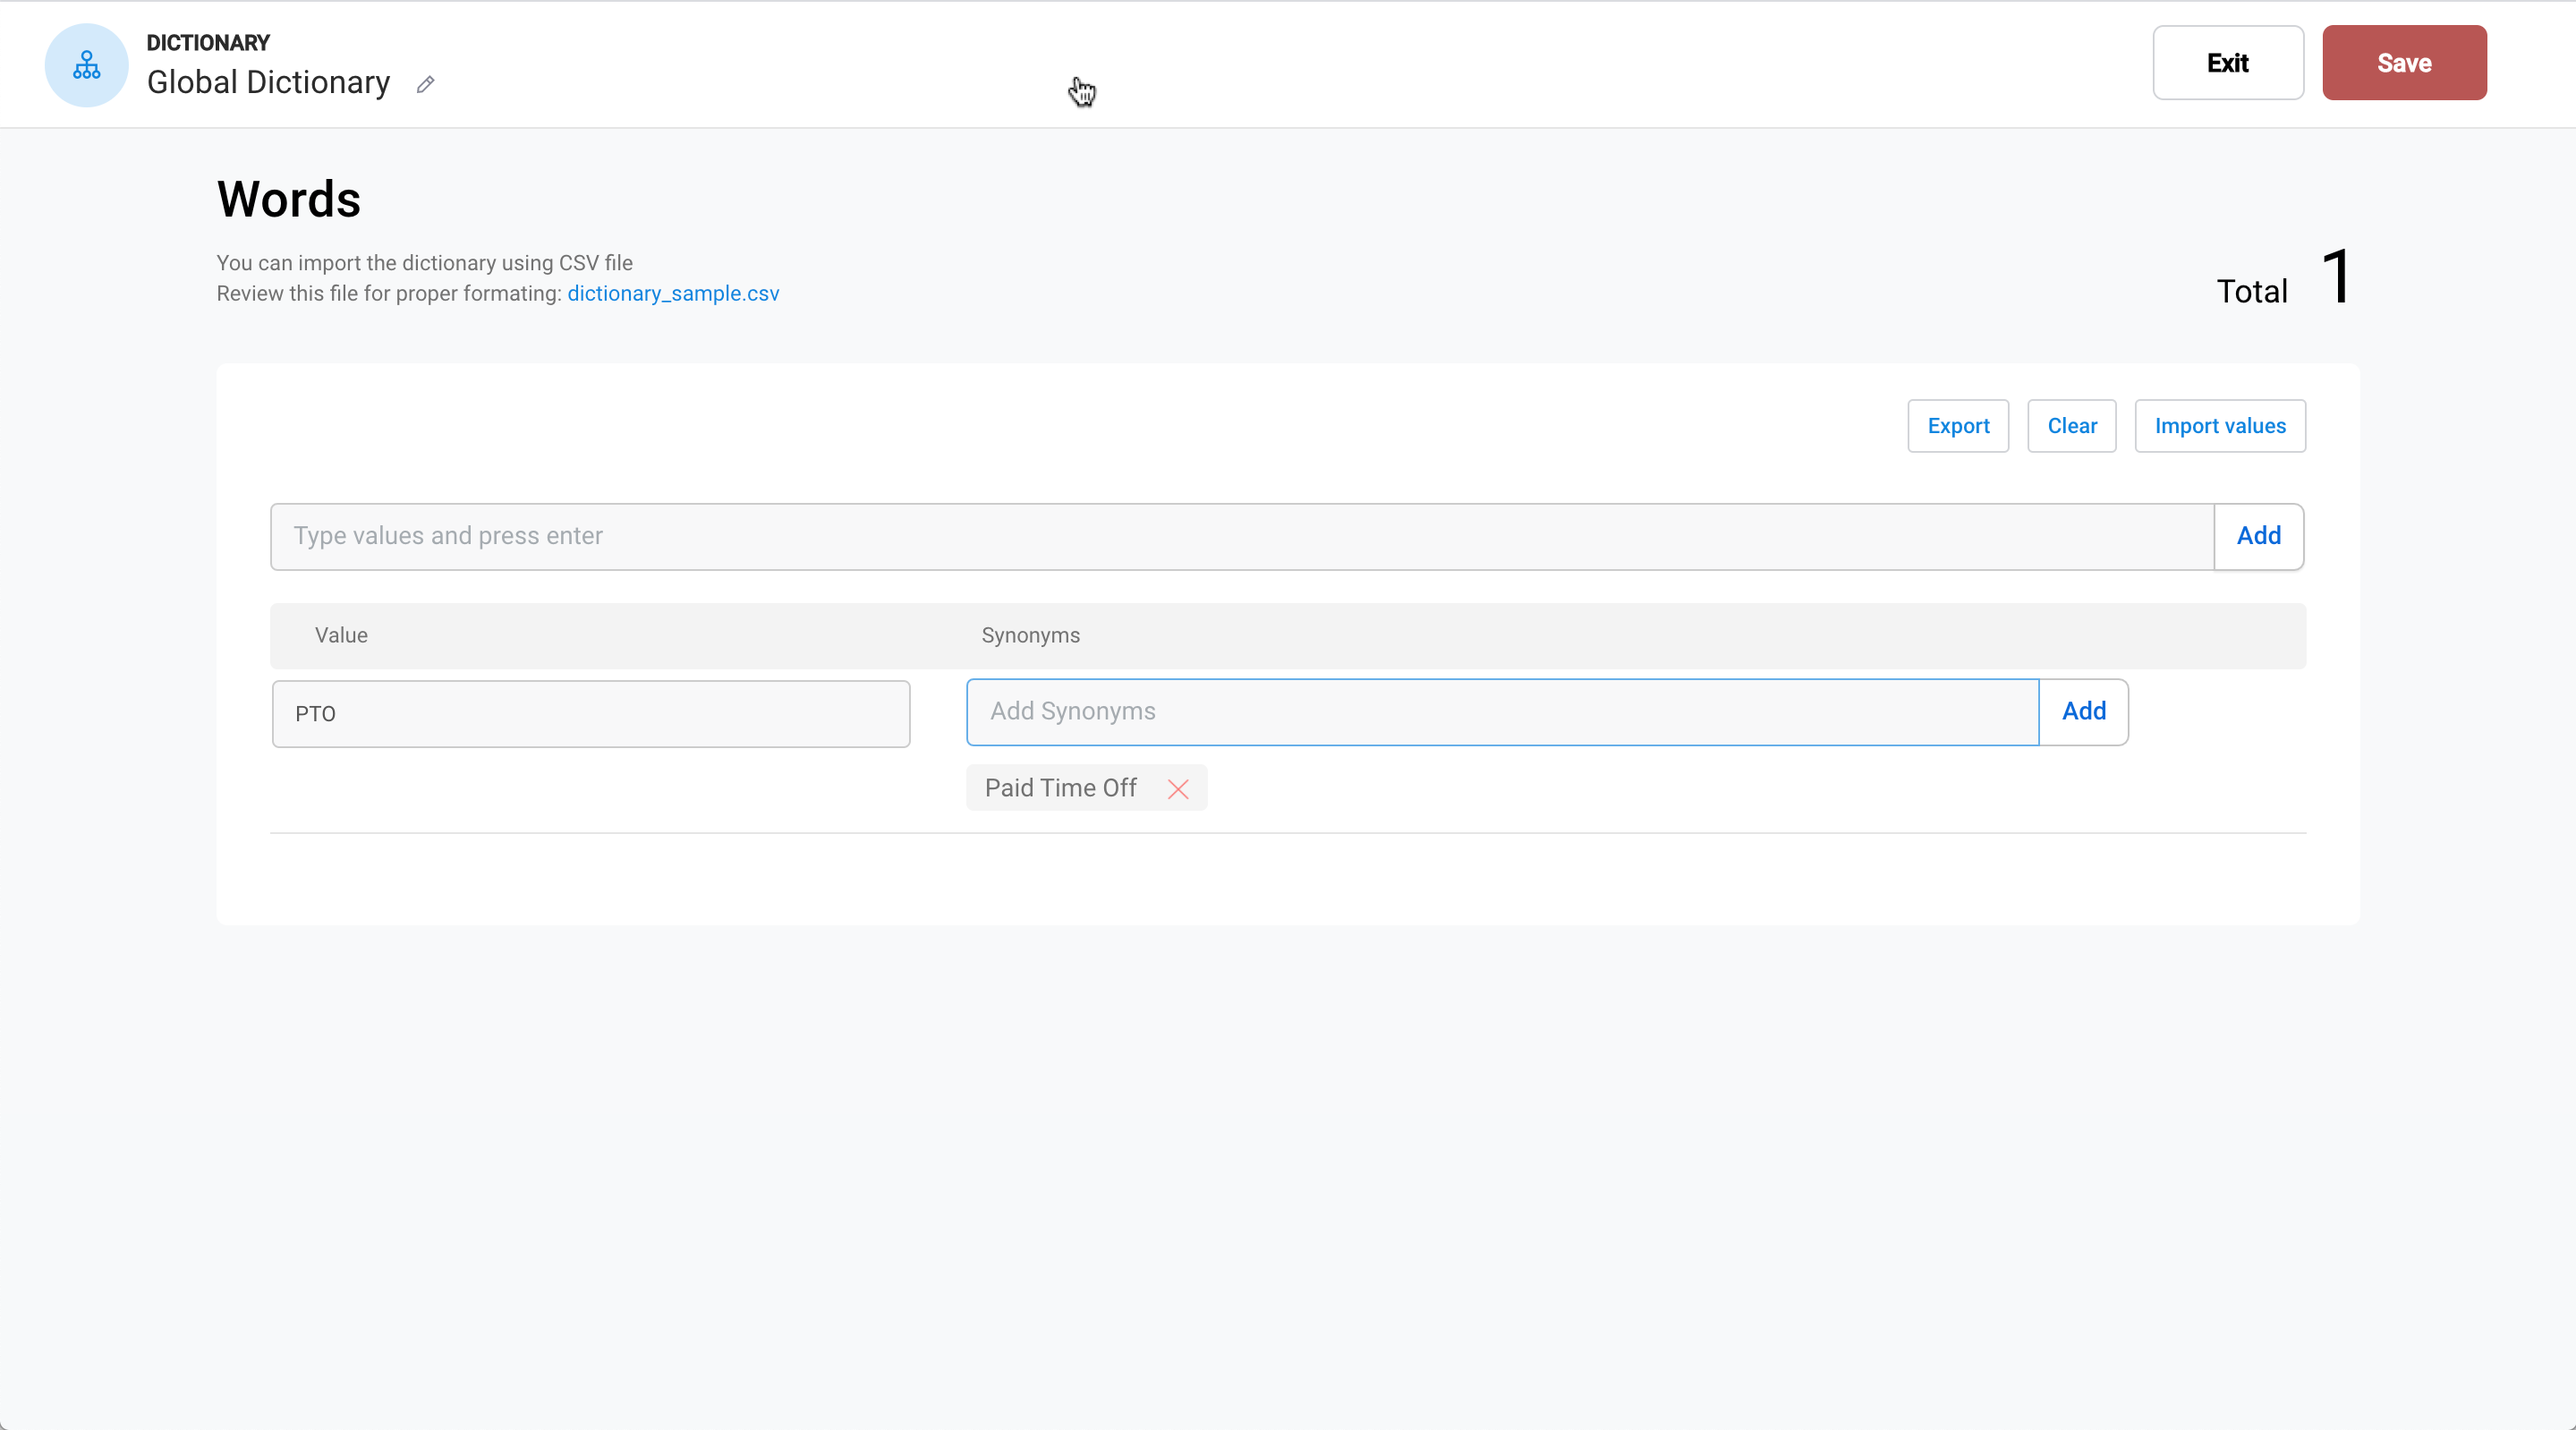 DICTIONARY
Global Dictionary
Exit
Save
Words
You can import the dictionary using CSV file
Review this file for proper formating: dictionary_sample.csv
Total 1
Export
Clear
Import values
Type values and press enter
Add
Value
Synonyms
PTO
Add Synonyms
Add
Paid Time Off